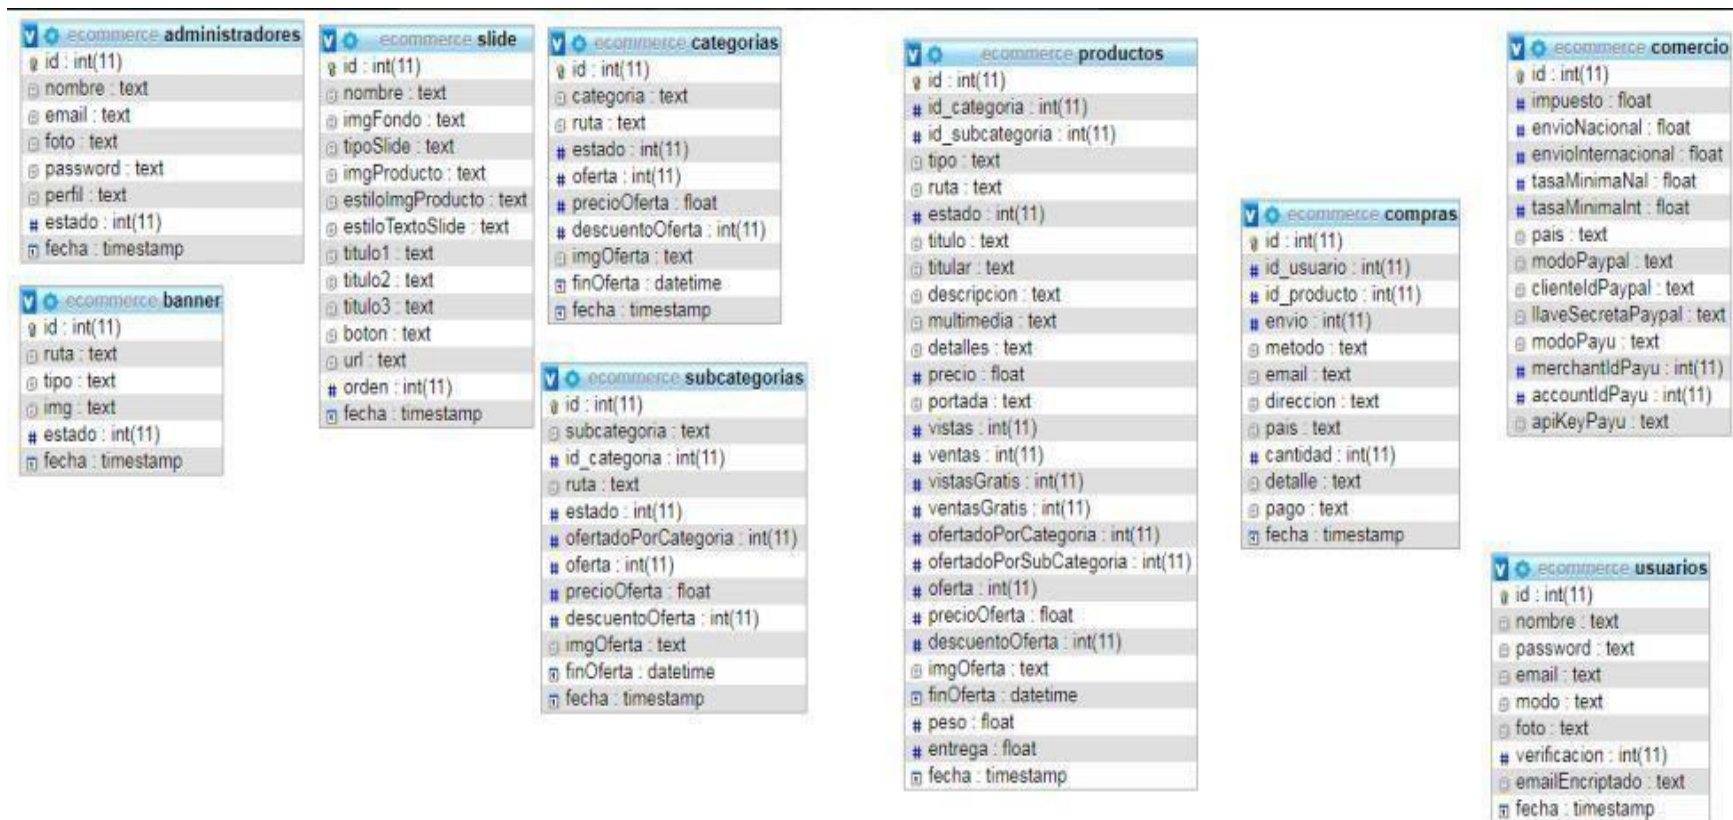 ecommerce administradores
id : int(11)
nombre : text
email : text
foto : text
password : text
perfil : text
estado : int(11)
fecha : timestamp
ecommerce banner
id : int(11)
ruta : text
tipo : text
img : text
estado : int(11)
fecha : timestamp
ecommerce slide
id : int(11)
nombre : text
imgFondo : text
tipoSlide : text
imgProducto : text
estiloImgProducto : text
estiloTextoSlide : text
titulo1 : text
titulo2 : text
titulo3 : text
boton : text
url : text
orden : int(11)
fecha : timestamp
ecommerce categorias
id : int(11)
categoria : text
ruta : text
estado : int(11)
oferta : int(11)
precioOferta : float
descuentoOferta : int(11)
imgOferta : text
finOferta : datetime
fecha : timestamp
ecommerce subcategorias
id : int(11)
subcategoria : text
id_categoria : int(11)
ruta : text
estado : int(11)
ofertadoPorCategoria : int(11)
oferta : int(11)
precioOferta : float
descuentoOferta : int(11)
imgOferta : text
finOferta : datetime
fecha : timestamp
ecommerce productos
id : int(11)
id_categoria : int(11)
id_subcategoria : int(11)
tipo : text
ruta : text
estado : int(11)
titulo : text
titular : text
descripcion : text
multimedia : text
detalles : text
precio : float
portada : text
vistas : int(11)
ventas : int(11)
vistasGratis : int(11)
ventasGratis : int(11)
ofertadoPorCategoria : int(11)
ofertadoPorSubCategoria : int(11)
oferta : int(11)
precioOferta : float
descuentoOferta : int(11)
imgOferta : text
finOferta : datetime
peso : float
entrega : float
fecha : timestamp
ecommerce compras
id : int(11)
id_usuario : int(11)
id_producto : int(11)
envio : int(11)
metodo : text
email : text
direccion : text
pais : text
cantidad : int(11)
detalle : text
pago : text
fecha : timestamp
ecommerce comercio
id : int(11)
impuesto : float
envioNacional : float
envioInternacional : float
tasaMinimaNal : float
tasaMinimaInt : float
pais : text
modoPaypal : text
clienteIdPaypal : text
llaveSecretaPaypal : text
modoPayu : text
merchantIdPayu : int(11)
accountIdPayu : int(11)
apiKeyPayu : text
ecommerce usuarios
id : int(11)
nombre : text
password : text
email : text
modo : text
foto : text
verificacion : int(11)
emailEncriptado : text
fecha : timestamp